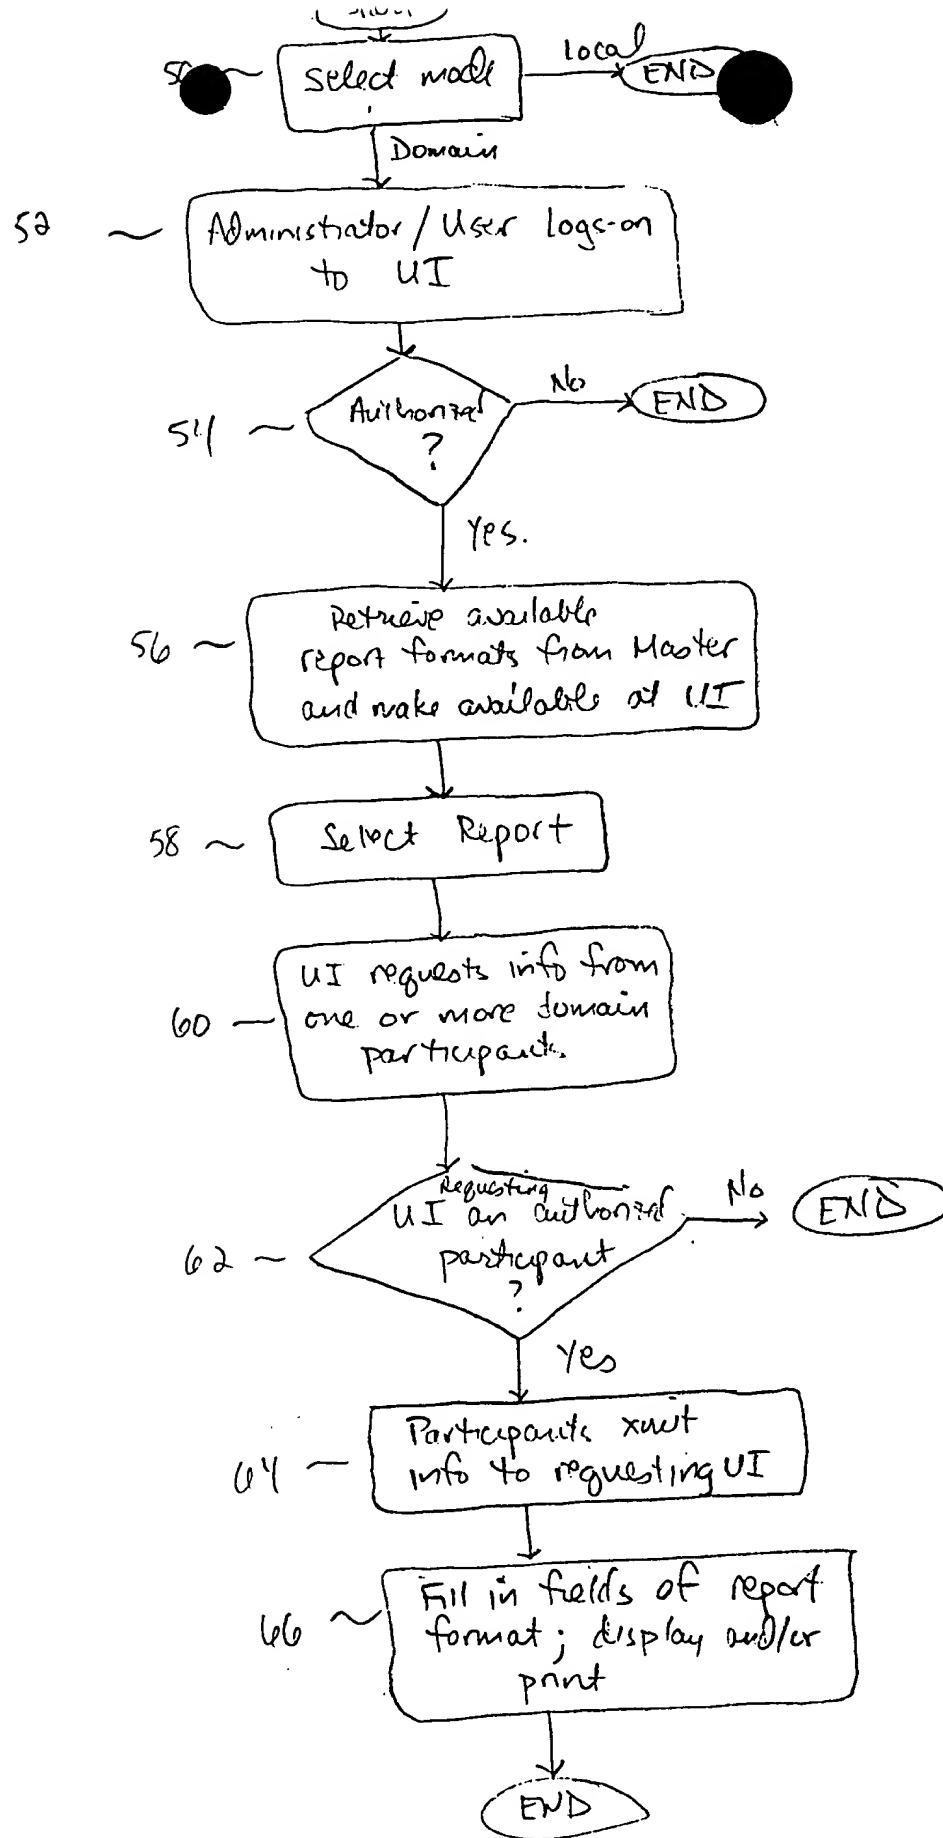 select mode
Local
END
Domain
52
Administrator / User logs-on
to UI
54
Authorized
?
No
END
Yes.
56
Retrieve available
report formats from Master
and make available at UI
58
Select Report
60
UI requests info from
one or more domain
participants.
62
Requesting
UI an authorized
participant
?
No
END
Yes
64
Participants xmit
info to requesting UI
66
Fill in fields of report
format; display and/or
print
END